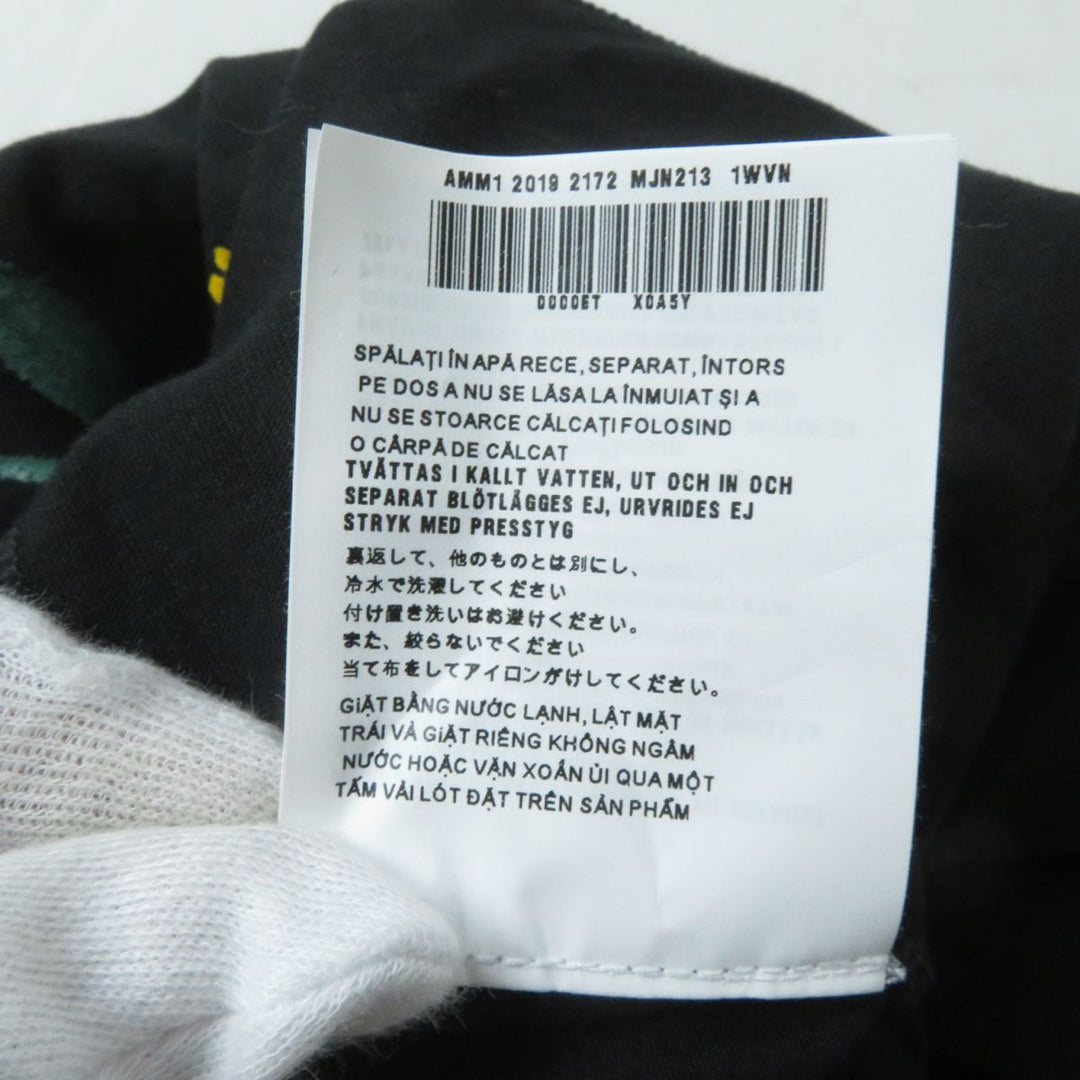 AMM1 2019 2172 MJN213 1WVN
00006T X0A5Y
SPĂLAȚI ÎN APĂ RECE, SEPARAT, ÎNTORS
PE DOS A NU SE LĂSA LA ÎNMUIAT ȘI A
NU SE STOARCE CĂLCAȚI FOLOSIND
O CÂRPĂ DE CĂLCAT
TVÄTTAS I KALLT VATTEN, UT OCH IN OCH
SEPARAT BLÖTLÄGGES EJ, URVRIDES EJ
STRYK MED PRESSTYG
裏返して、他のものとは別にし、
冷水で洗濯してください
付け置き洗いはお避けください。
また、絞らないでください
当て布をしてアイロンがけしてください。
GiẶT BẰNG NƯỚC LẠNH, LẬT MẶT
TRÁI VÀ GiẶT RIÊNG KHÔNG NGÂM
NƯỚC HOẶC VẶN XOẮN ỦI QUA MỘT
TẤM VẢI LÓT ĐẶT TRÊN SẢN PHẨM